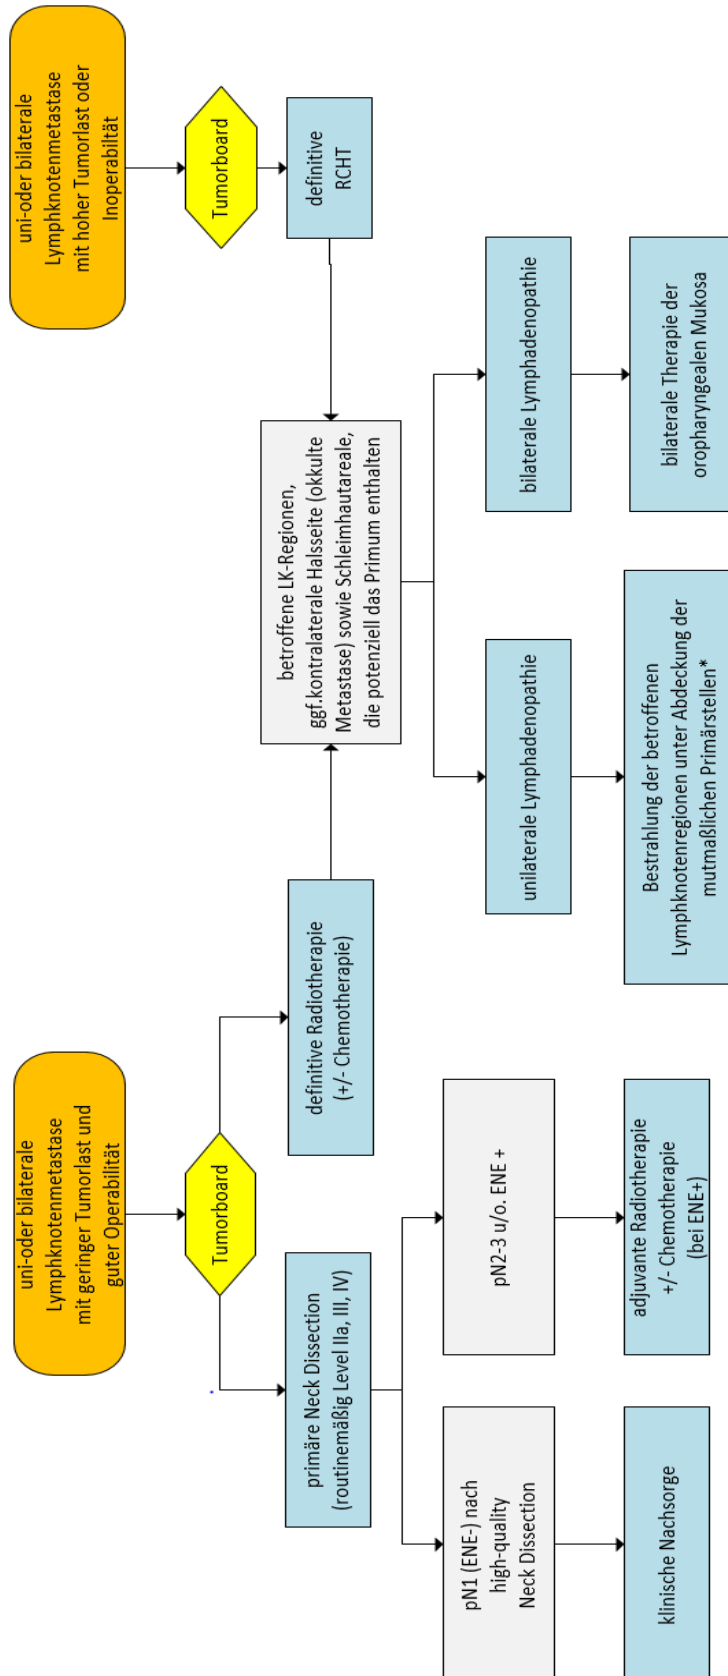 uni-oder bilaterale
Lymphknotenmetastase
mit geringer Tumorlast und
guter Operabilität
uni-oder bilaterale
Lymphknotenmetastase
mit hoher Tumorlast oder
Inoperabiltät
Tumorboard
Tumorboard
primäre Neck Dissection
(routinemäßig Level IIa, III, IV)
definitive Radiotherapie
(+/- Chemotherapie)
definitive
RCHT
betroffene LK-Regionen,
ggf.kontralaterale Halsseite (okkulte
Metastase) sowie Schleimhautareale,
die potenziell das Primum enthalten
pN1 (ENE-) nach
high-quality
Neck Dissection
pN2-3 u/o. ENE +
unilaterale Lymphadenopathie
bilaterale Lymphadenopathie
klinische Nachsorge
adjuvante Radiotherapie
+/- Chemotherapie
(bei ENE+)
Bestrahlung der betroffenen
Lymphknotenregionen unter Abdeckung der
mutmaßlichen Primärstellen*
bilaterale Therapie der
oropharyngealen Mukosa